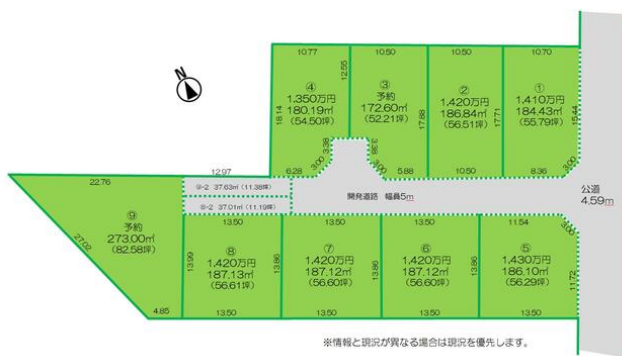 N
10.77
10.50
10.50
10.70
④
1,350万円
180.19㎡
(54.50坪)
12.55
③
予約
172.60㎡
(52.21坪)
②
1,420万円
186.84㎡
(56.51坪)
①
1,410万円
184.43㎡
(55.79坪)
18.14
17.88
17.71
15.44
3.38
3.38
3.00
3.00
3.00
6.28
5.88
10.50
8.36
12.97
22.76
⑨-2 37.63㎡ (11.38坪)
⑨-2 37.01㎡ (11.19坪)
開発道路 幅員5m
公道
4.59m
⑨
予約
273.00㎡
(82.58坪)
27.02
4.85
13.50
13.50
13.50
11.54
3.00
⑧
1,420万円
187.13㎡
(56.61坪)
⑦
1,420万円
187.12㎡
(56.60坪)
⑥
1,420万円
187.12㎡
(56.60坪)
⑤
1,430万円
186.10㎡
(56.29坪)
13.99
13.86
13.86
13.86
11.72
13.50
13.50
13.50
13.50
※情報と現況が異なる場合は現況を優先します。